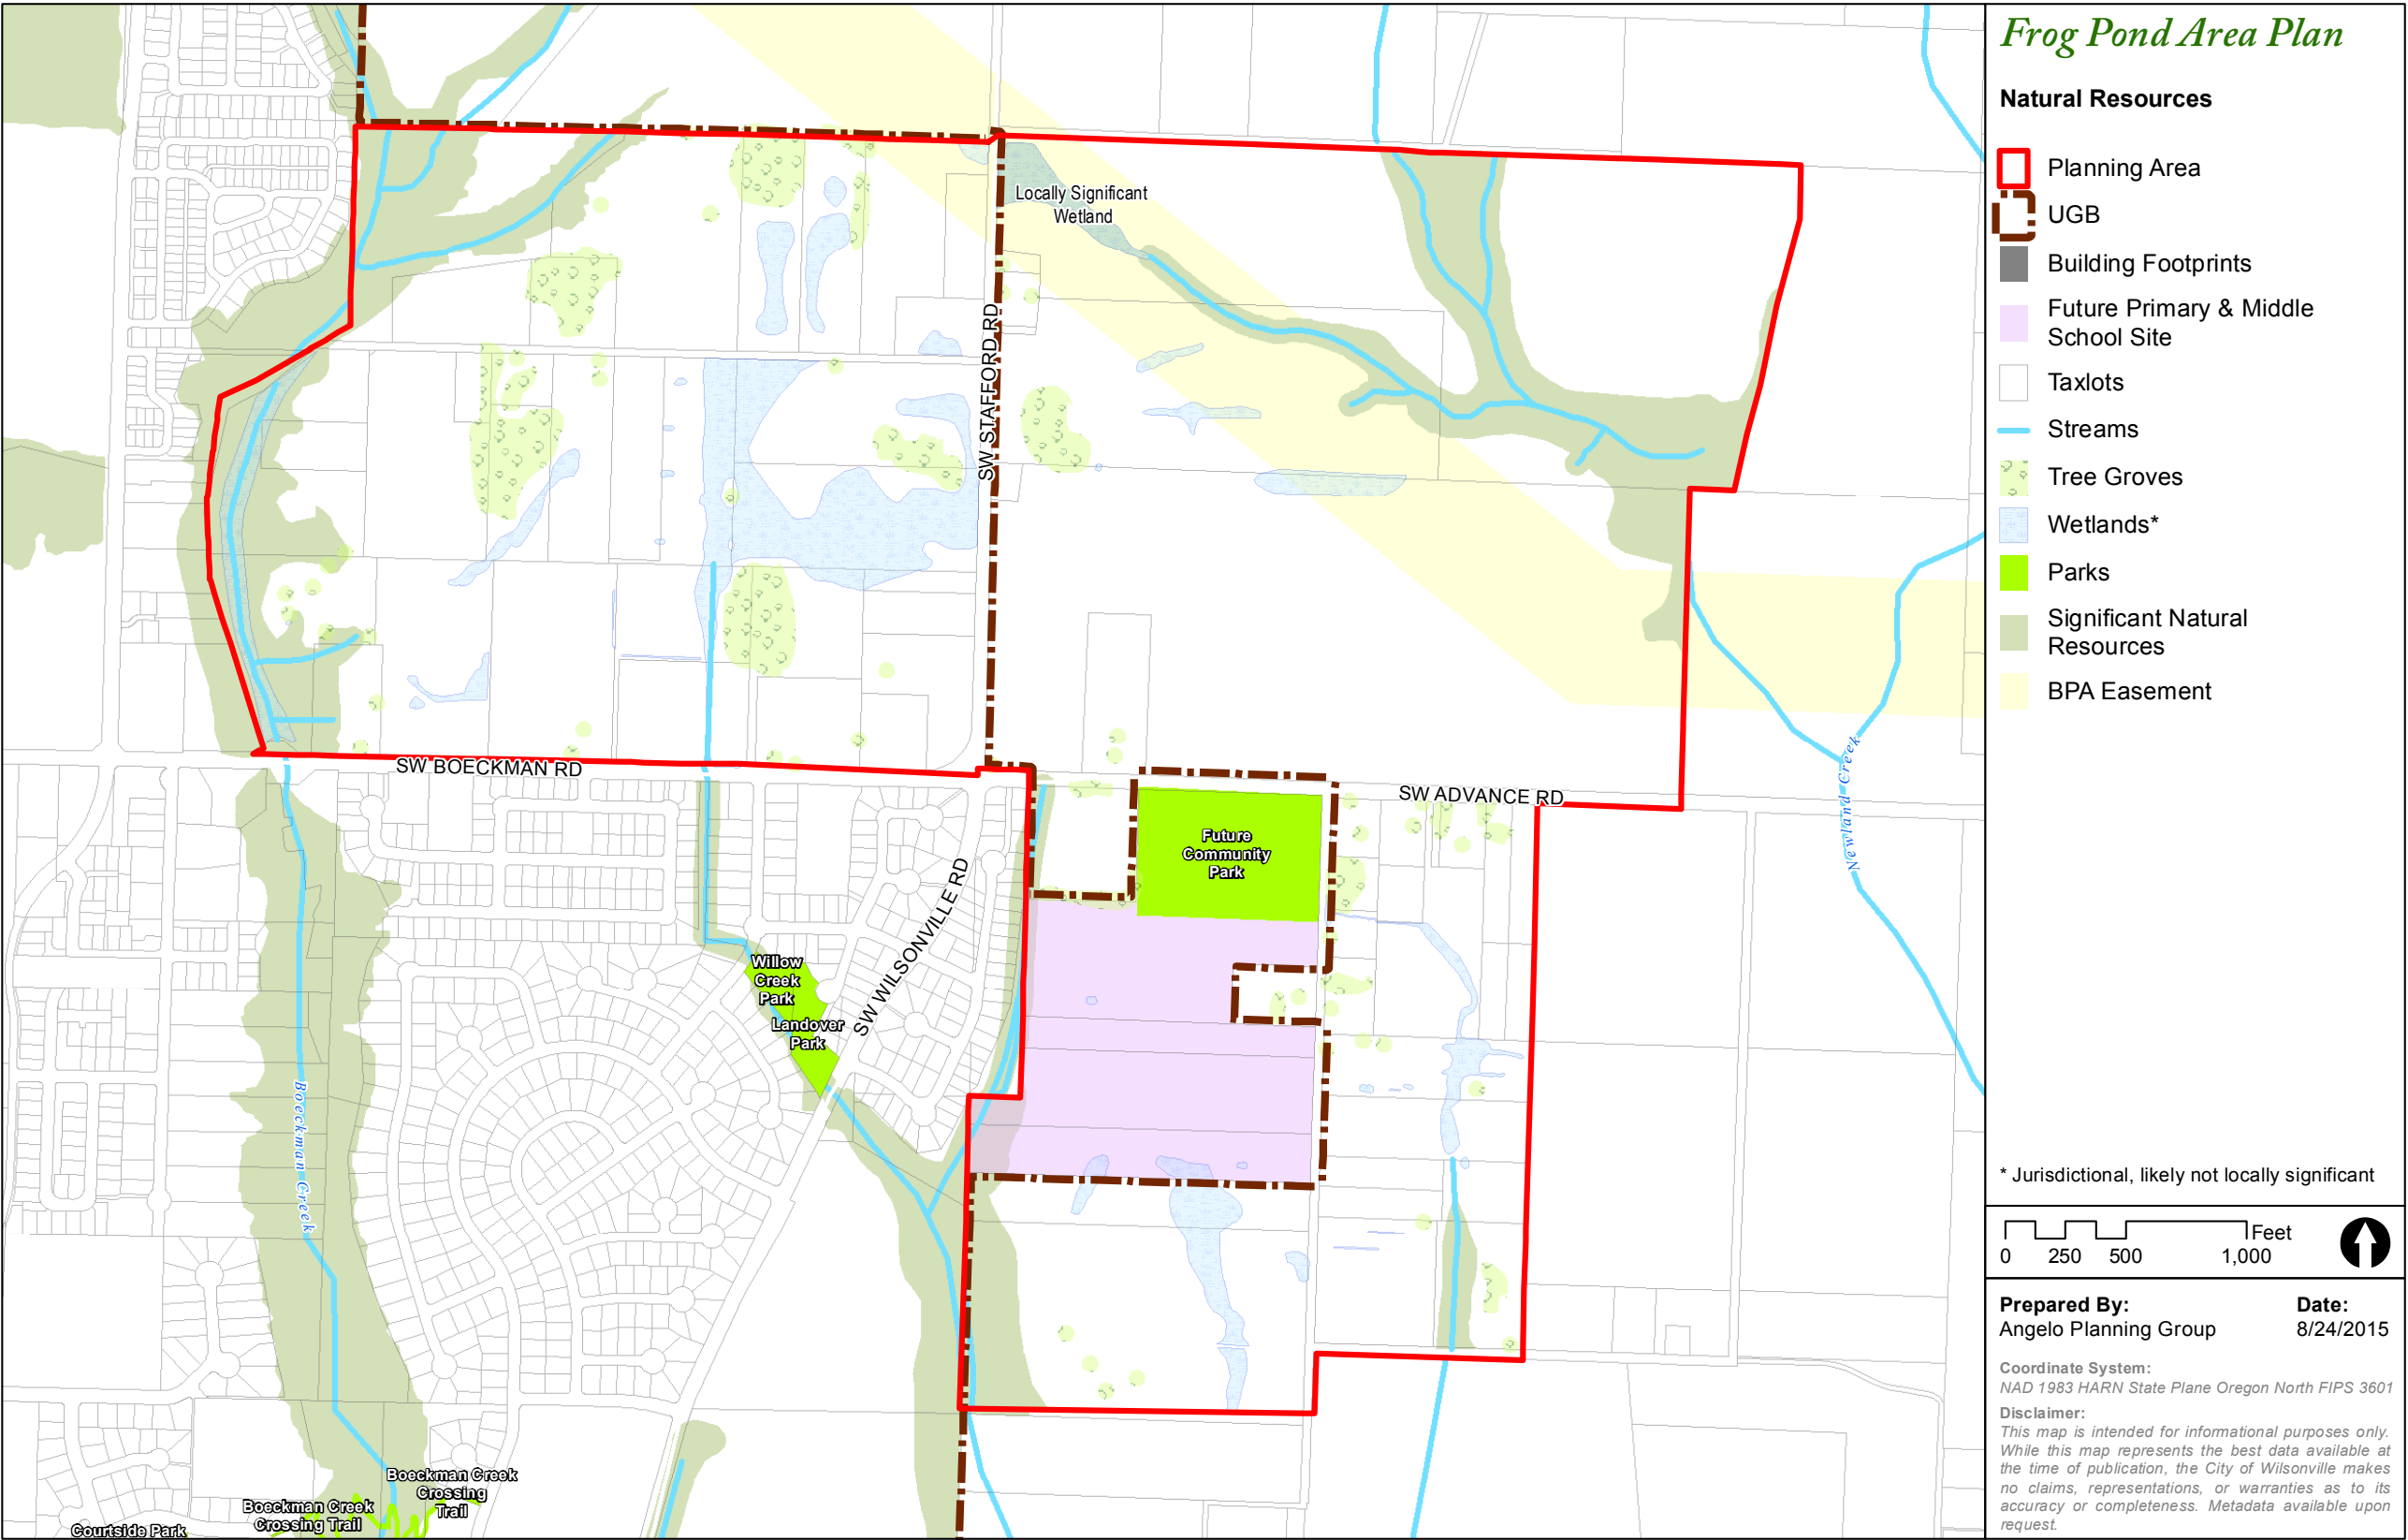 Frog Pond Area Plan
Natural Resources
Planning Area
UGB
Building Footprints
Future Primary & Middle
School Site
Taxlots
Streams
Tree Groves
Wetlands*
Parks
Significant Natural
Resources
BPA Easement
* Jurisdictional, likely not locally significant
Feet
0 250 500 1,000
Prepared By:
Angelo Planning Group
Date:
8/24/2015
Coordinate System:
NAD 1983 HARN State Plane Oregon North FIPS 3601
Disclaimer:
This map is intended for informational purposes only.
While this map represents the best data available at
the time of publication, the City of Wilsonville makes
no claims, representations, or warranties as to its
accuracy or completeness. Metadata available upon
request.
Locally Significant
Wetland
SW STAFFORD RD
SW BOECKMAN RD
SW ADVANCE RD
Newland Creek
Future
Community
Park
SW WILSONVILLE RD
Willow
Creek
Park
Landover
Park
Boeckman Creek
Boeckman Creek
Crossing
Trail
Boeckman Creek
Crossing Trail
Courtside Park